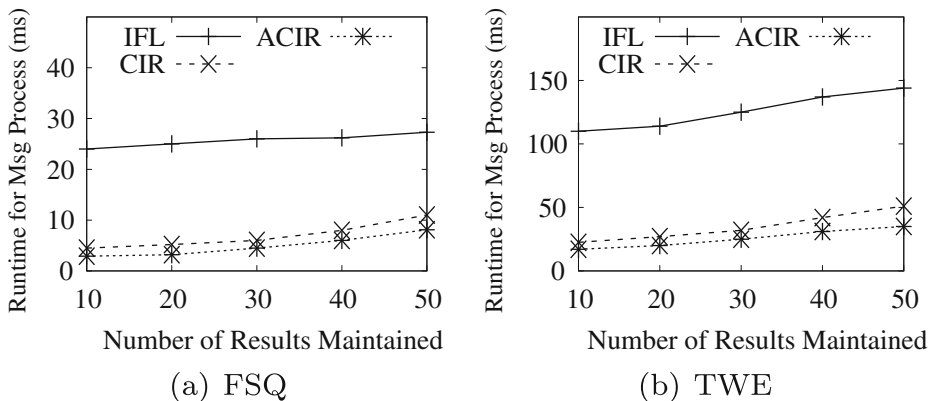 Runtime for Msg Process (ms)
IFL ACIR
CIR
40
30
20
10
0
10 20 30 40 50
Number of Results Maintained
(a) FSQ
Runtime for Msg Process (ms)
IFL ACIR
CIR
150
100
50
0
10 20 30 40 50
Number of Results Maintained
(b) TWE